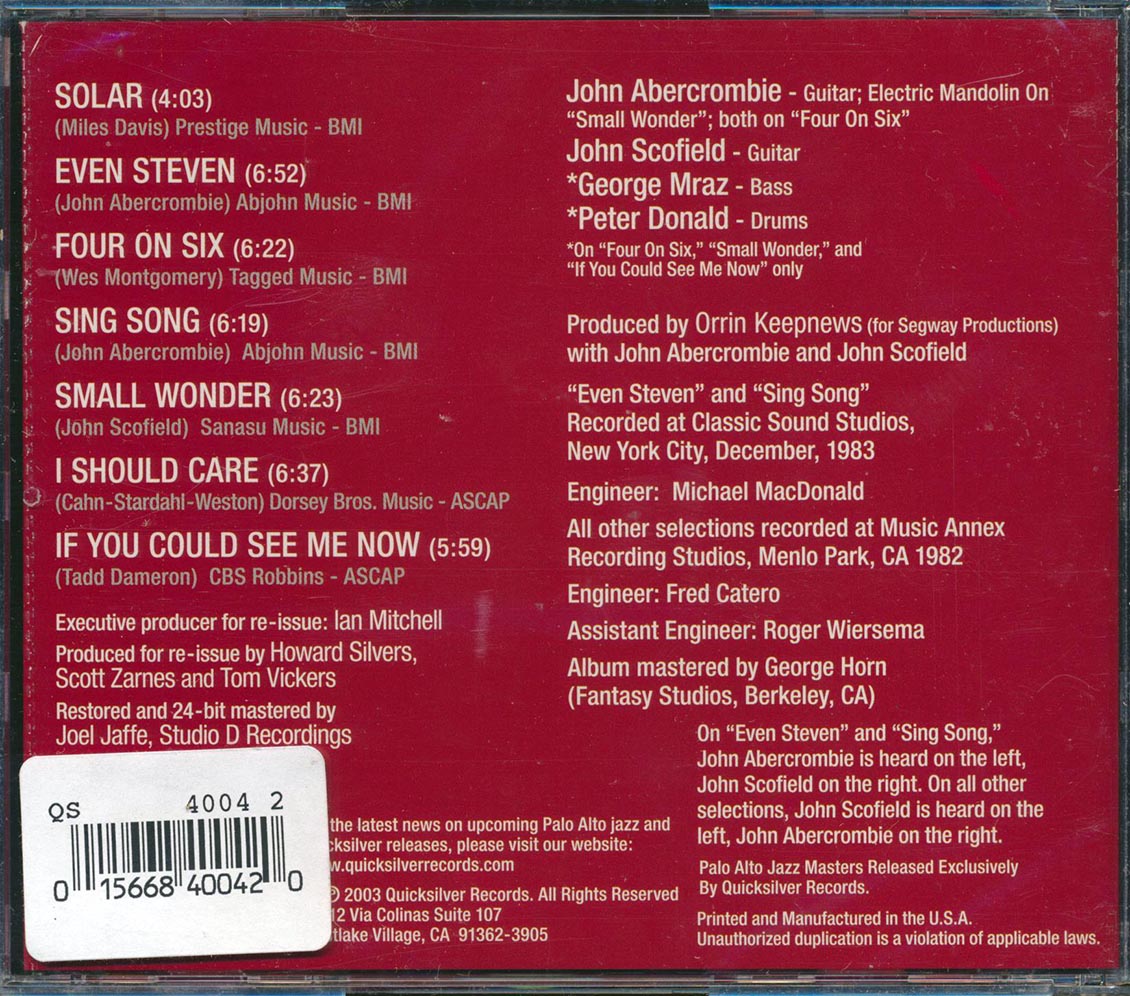 SOLAR (4:03)
(Miles Davis) Prestige Music - BMI
EVEN STEVEN (6:52)
(John Abercrombie) Abjohn Music - BMI
FOUR ON SIX (6:22)
(Wes Montgomery) Tagged Music - BMI
SING SONG (6:19)
(John Abercrombie) Abjohn Music - BMI
SMALL WONDER (6:23)
(John Scofield) Sanasu Music - BMI
I SHOULD CARE (6:37)
(Cahn-Stardahl-Weston) Dorsey Bros. Music - ASCAP
IF YOU COULD SEE ME NOW (5:59)
(Tadd Dameron) CBS Robbins - ASCAP
Executive producer for re-issue: Ian Mitchell
Produced for re-issue by Howard Silvers,
Scott Zarnes and Tom Vickers
Restored and 24-bit mastered by
Joel Jaffe, Studio D Recordings
John Abercrombie - Guitar; Electric Mandolin On
“Small Wonder”; both on “Four On Six”
John Scofield - Guitar
*George Mraz - Bass
*Peter Donald - Drums
*On “Four On Six,” “Small Wonder,” and
“If You Could See Me Now” only
Produced by Orrin Keepnews (for Segway Productions)
with John Abercrombie and John Scofield
“Even Steven” and “Sing Song”
Recorded at Classic Sound Studios,
New York City, December, 1983
Engineer: Michael MacDonald
All other selections recorded at Music Annex
Recording Studios, Menlo Park, CA 1982
Engineer: Fred Catero
Assistant Engineer: Roger Wiersema
Album mastered by George Horn
(Fantasy Studios, Berkeley, CA)
On “Even Steven” and “Sing Song,”
John Abercrombie is heard on the left,
John Scofield on the right. On all other
selections, John Scofield is heard on the
left, John Abercrombie on the right.
Palo Alto Jazz Masters Released Exclusively
By Quicksilver Records.
Printed and Manufactured in the U.S.A.
Unauthorized duplication is a violation of applicable laws.
QS 4004 2
0 15668 40042 0
the latest news on upcoming Palo Alto jazz and
cksilver releases, please visit our website:
w.quicksilverrecords.com
℗ 2003 Quicksilver Records. All Rights Reserved
12 Via Colinas Suite 107
tlake Village, CA 91362-3905